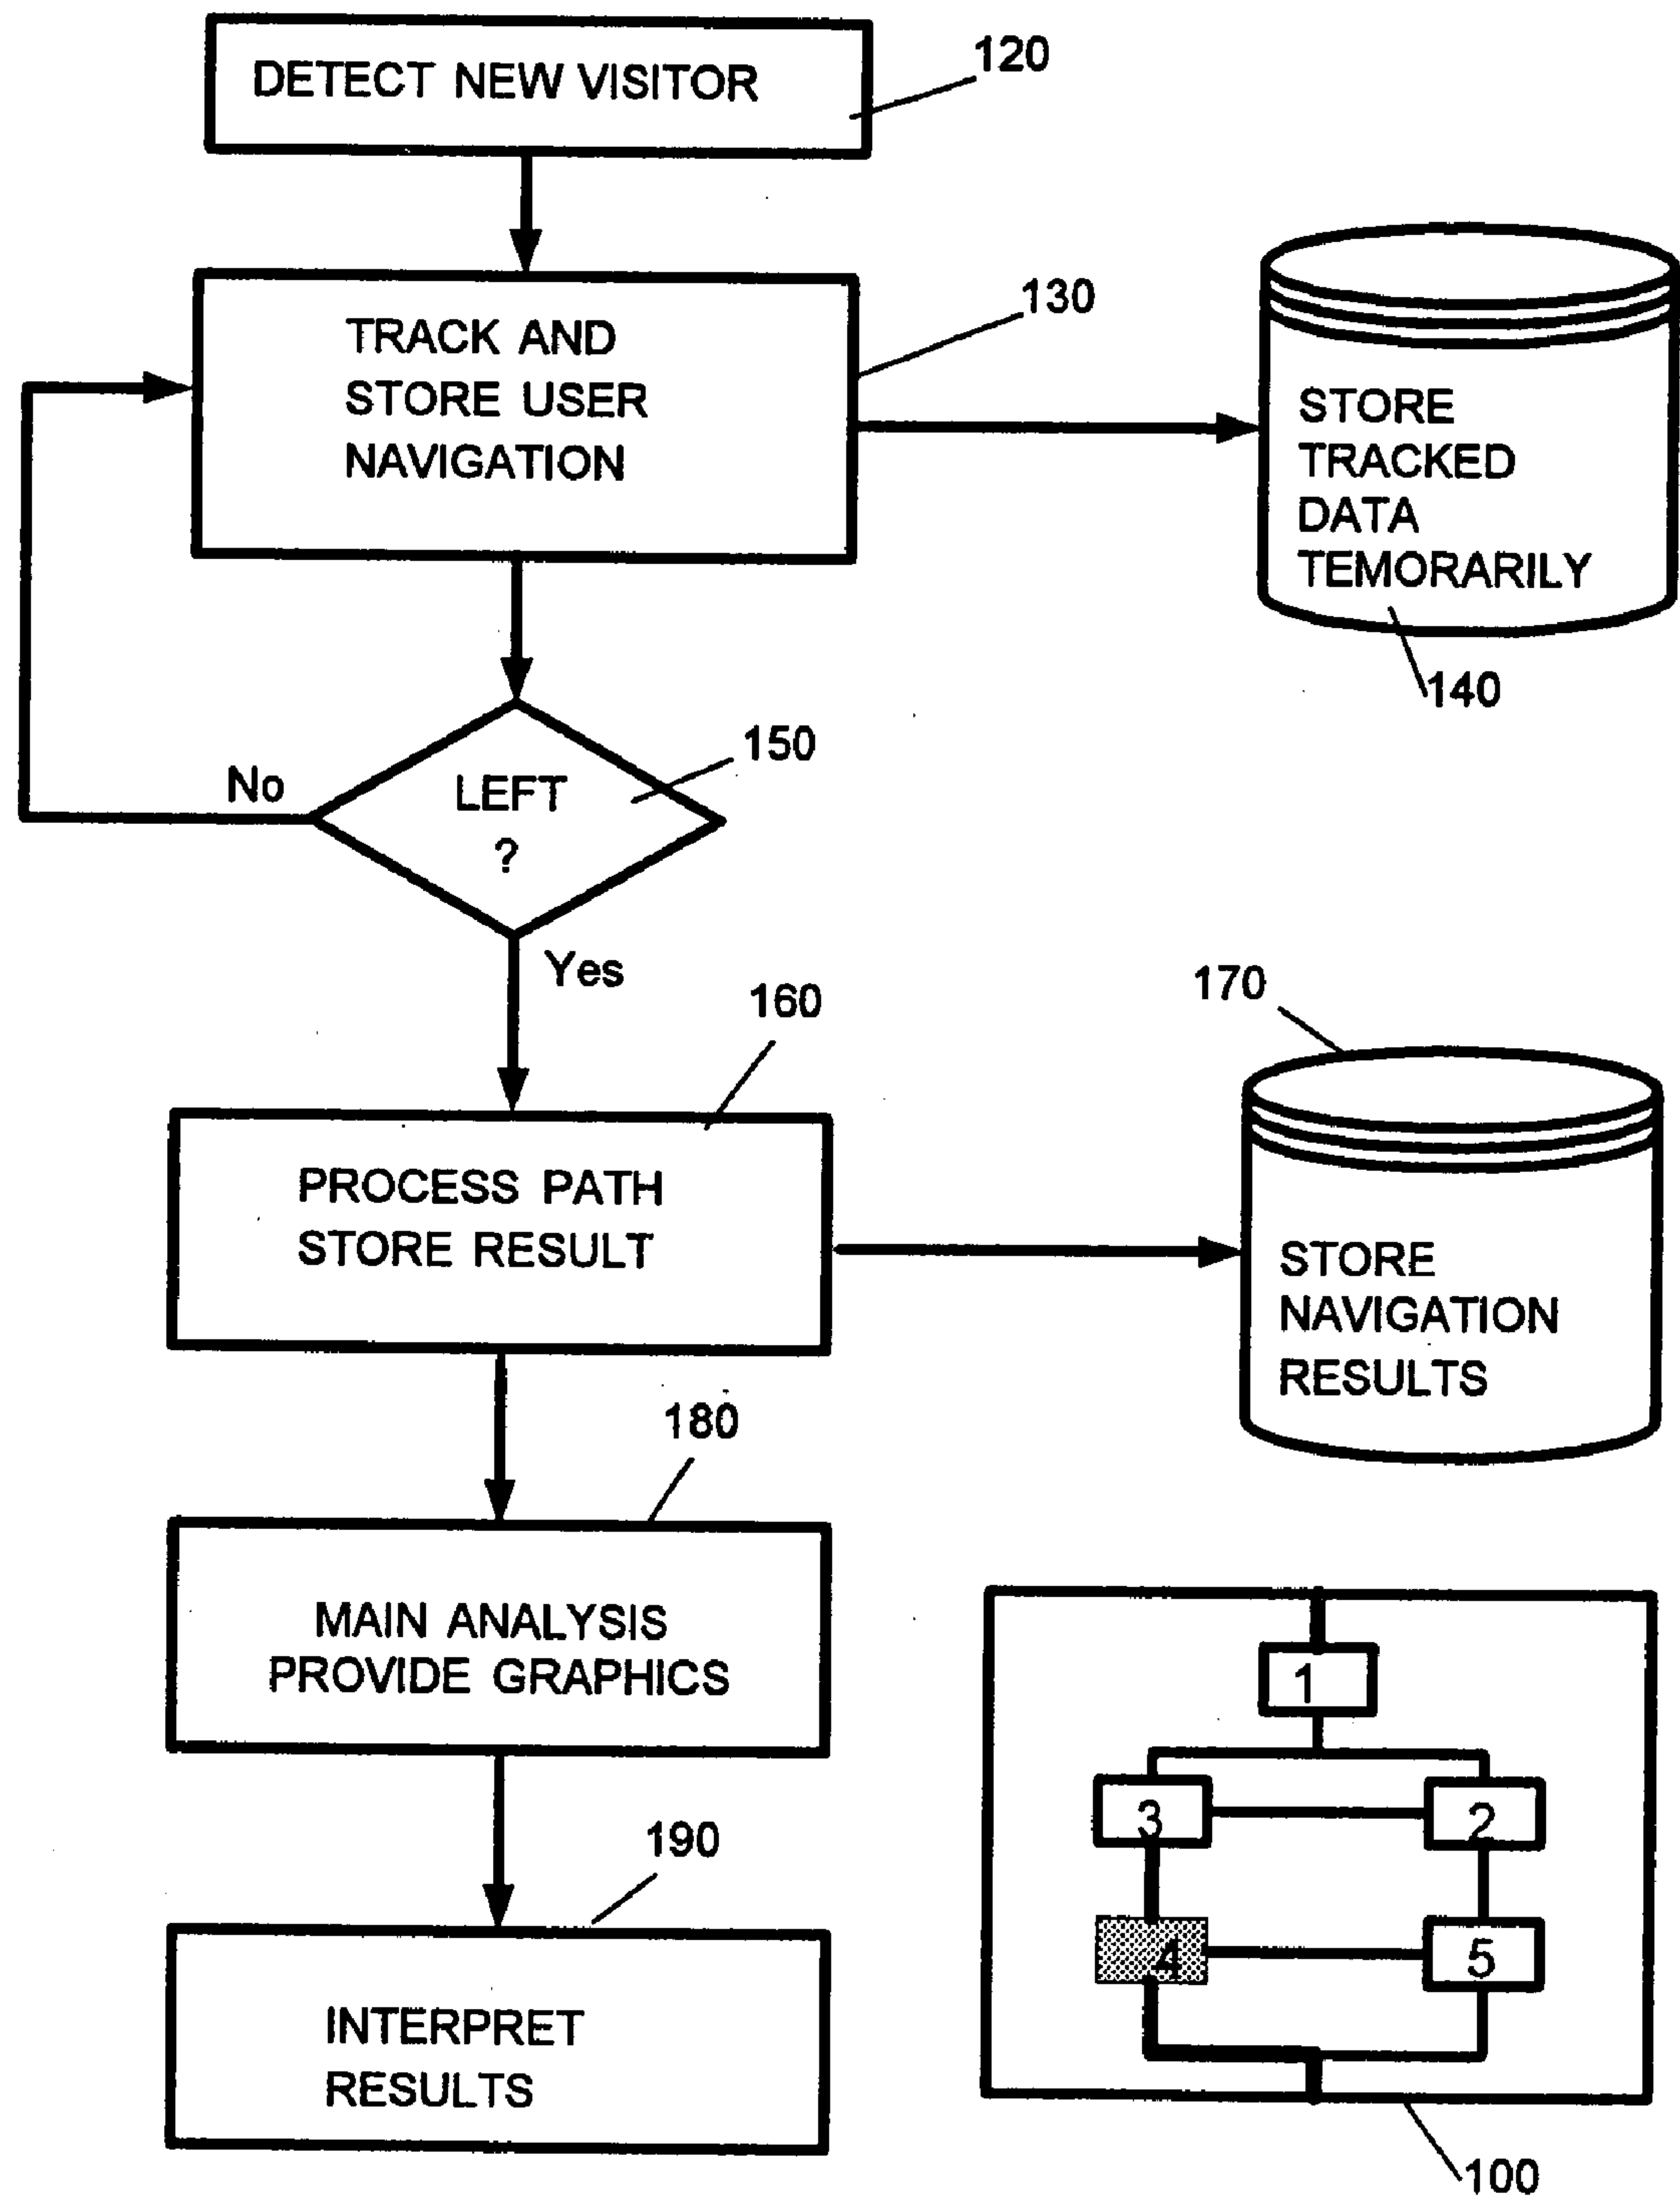 DETECT NEW VISITOR
120
TRACK AND
STORE USER
NAVIGATION
130
STORE
TRACKED
DATA
TEMORARILY
140
LEFT
?
150
No
Yes
160
PROCESS PATH
STORE RESULT
170
STORE
NAVIGATION
RESULTS
180
MAIN ANALYSIS
PROVIDE GRAPHICS
190
INTERPRET
RESULTS
1
3
2
4
5
100